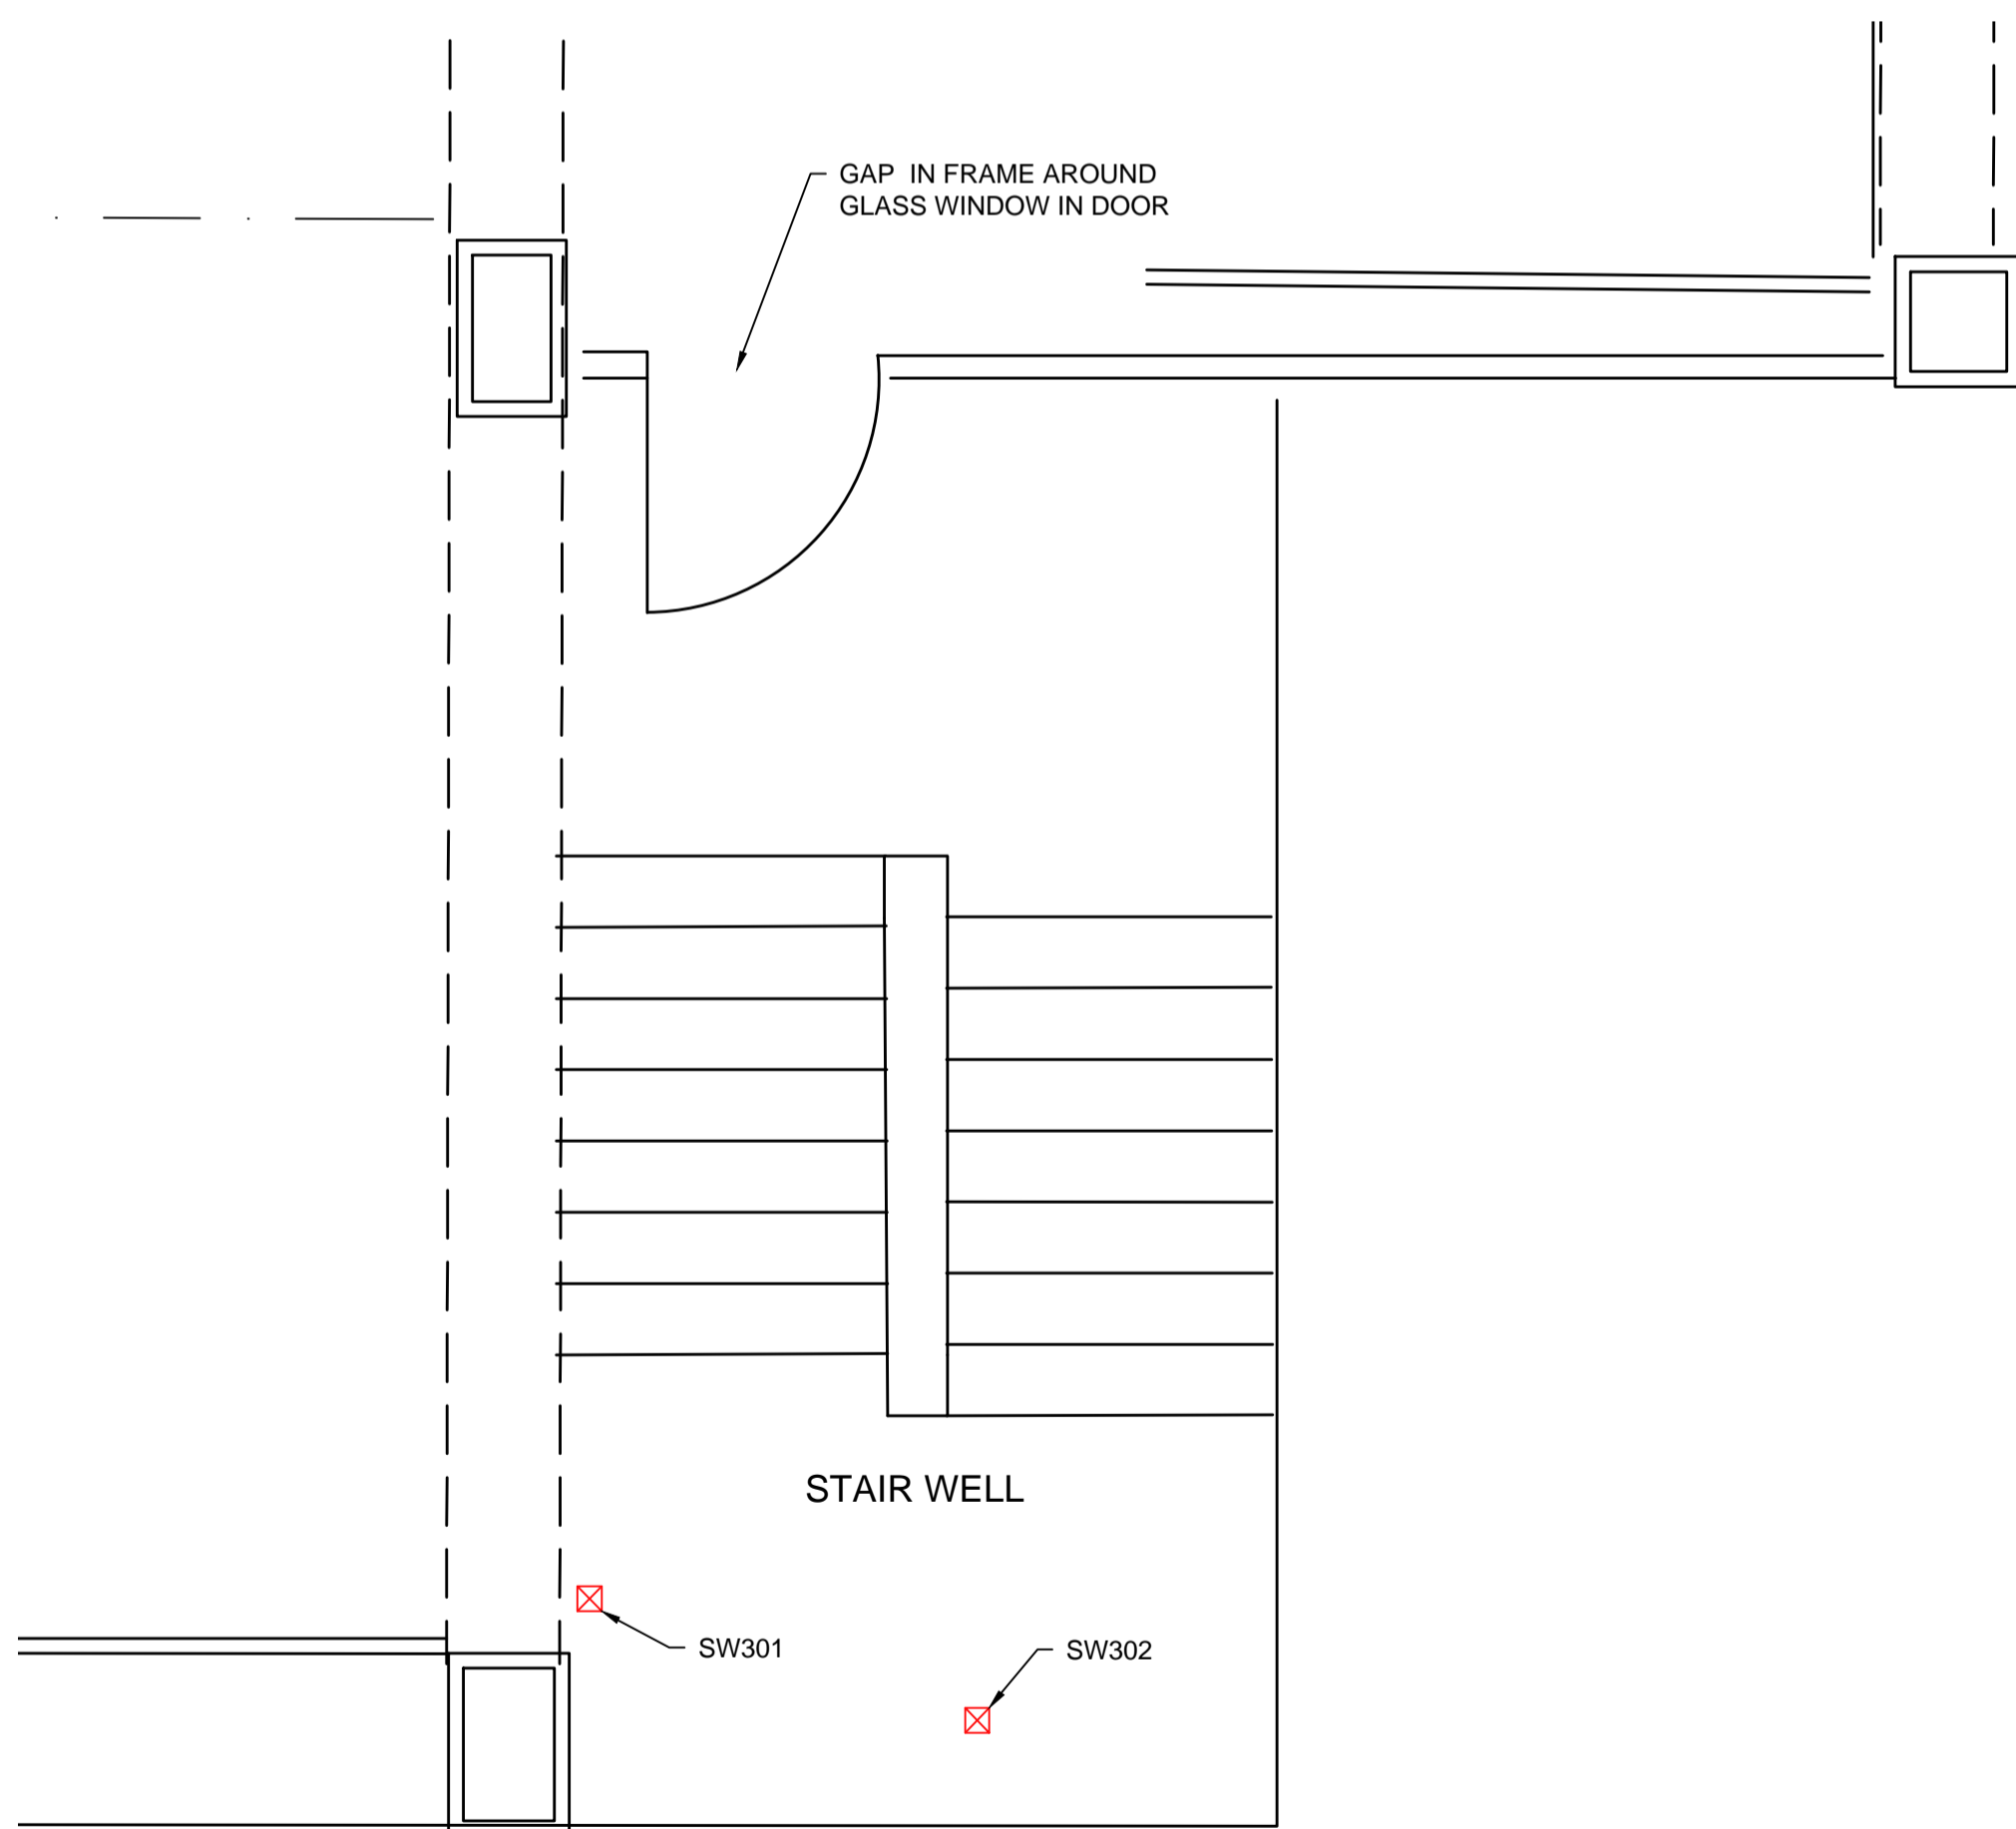 GAP IN FRAME AROUND
GLASS WINDOW IN DOOR
STAIR WELL
SW301
SW302